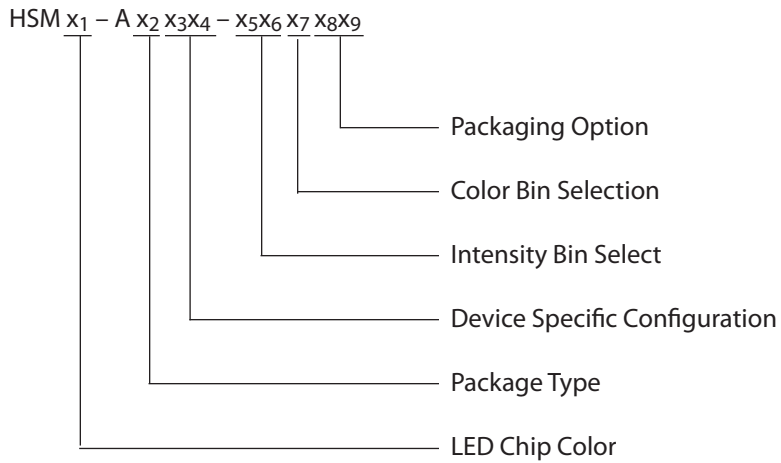 HSM x1 – A x2 x3x4 – x5x6 x7 x8x9
Packaging Option
Color Bin Selection
Intensity Bin Select
Device Specific Configuration
Package Type
LED Chip Color